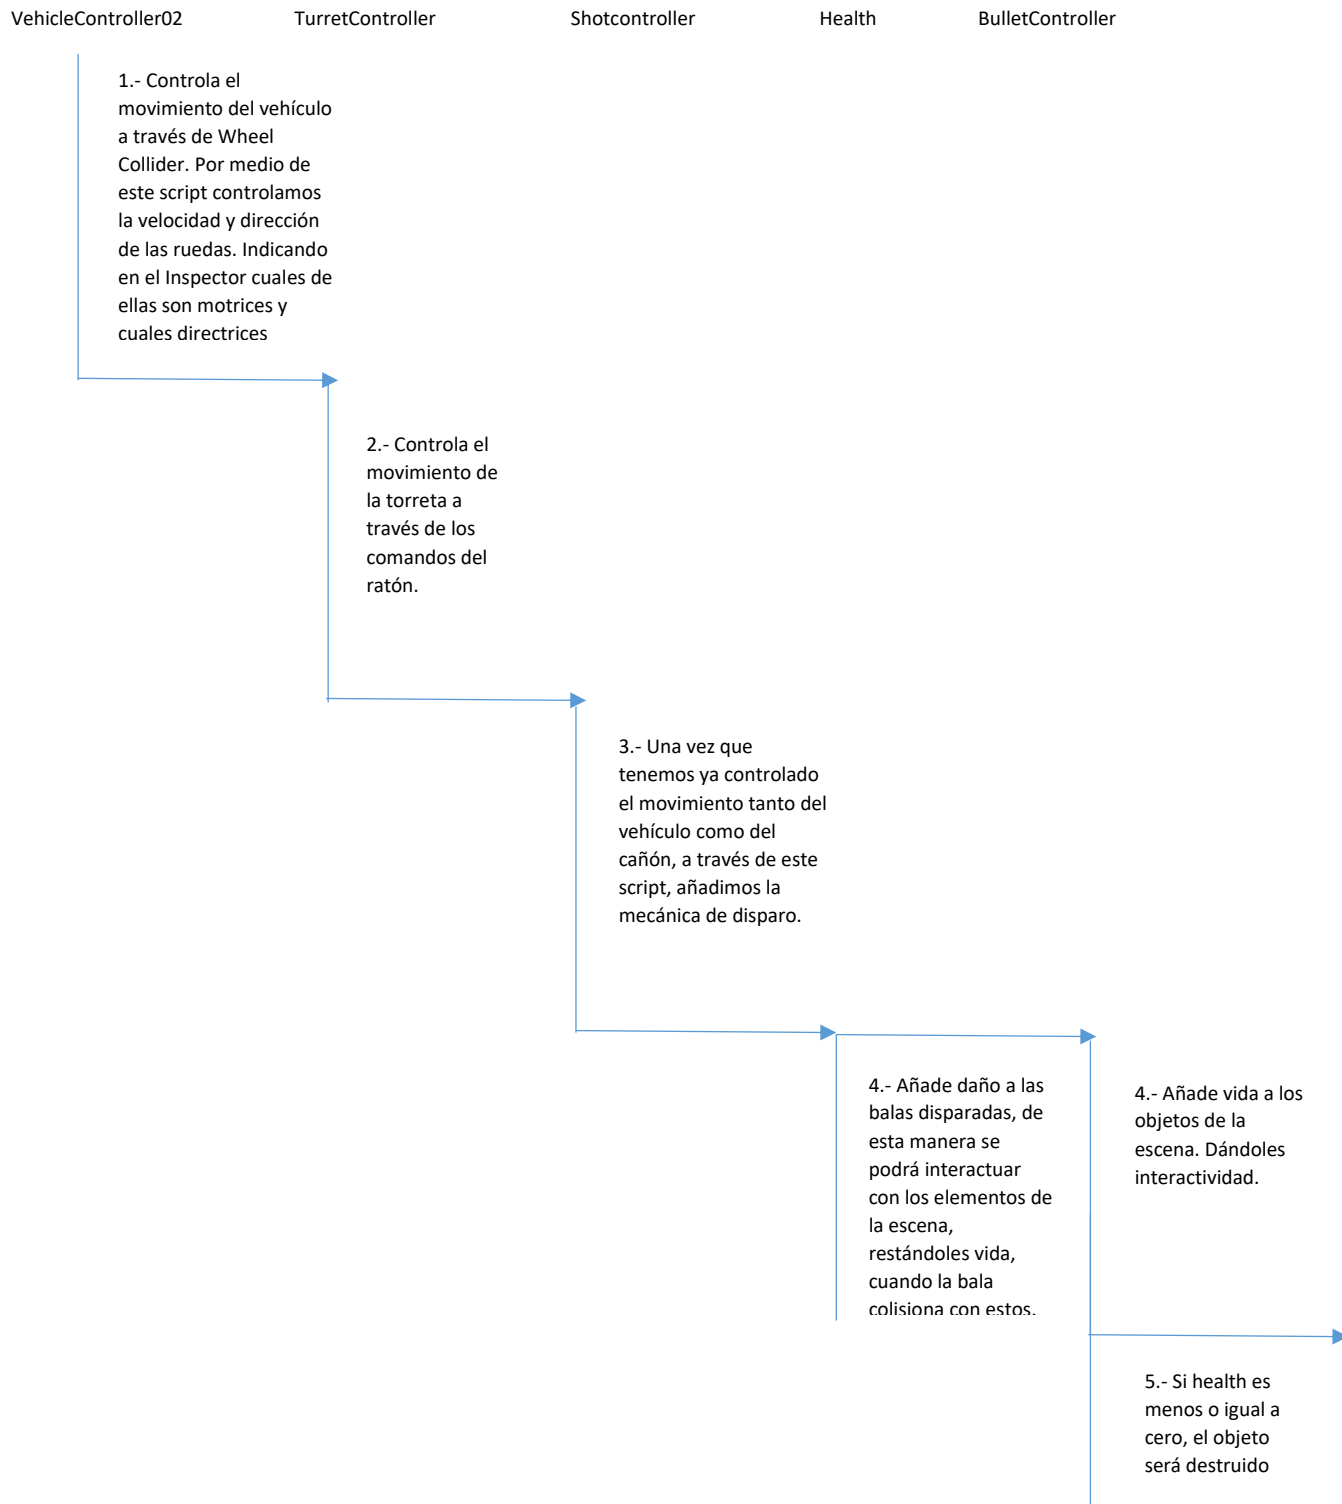 VehicleController02 TurretController Shotcontroller Health BulletController
1.- Controla el
movimiento del vehículo
a través de Wheel
Collider. Por medio de
este script controlamos
la velocidad y dirección
de las ruedas. Indicando
en el Inspector cuales de
ellas son motrices y
cuales directrices
2.- Controla el
movimiento de
la torreta a
través de los
comandos del
ratón.
3.- Una vez que
tenemos ya controlado
el movimiento tanto del
vehículo como del
cañón, a través de este
script, añadimos la
mecánica de disparo.
4.- Añade daño a las
balas disparadas, de
esta manera se
podrá interactuar
con los elementos de
la escena,
restándoles vida,
cuando la bala
colisiona con estos.
4.- Añade vida a los
objetos de la
escena. Dándoles
interactividad.
5.- Si health es
menos o igual a
cero, el objeto
será destruido